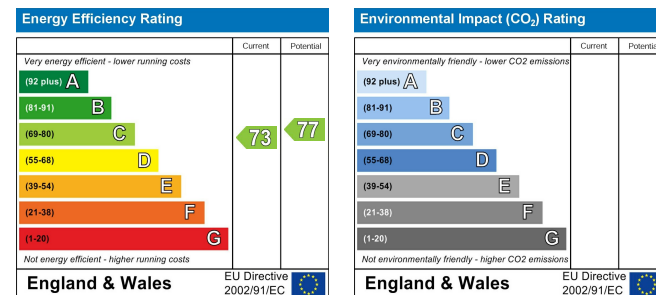 Energy Efficiency Rating
Current Potential
Very energy efficient - lower running costs
(92 plus) A
(81-91) B
(69-80) C
(55-68) D
(39-54) E
(21-38) F
(1-20) G
73 77
Not energy efficient - higher running costs
England & Wales
EU Directive
2002/91/EC
Environmental Impact (CO₂) Rating
Current Potential
Very environmentally friendly - lower CO2 emissions
(92 plus) A
(81-91) B
(69-80) C
(55-68) D
(39-54) E
(21-38) F
(1-20) G
Not environmentally friendly - higher CO2 emissions
England & Wales
EU Directive
2002/91/EC